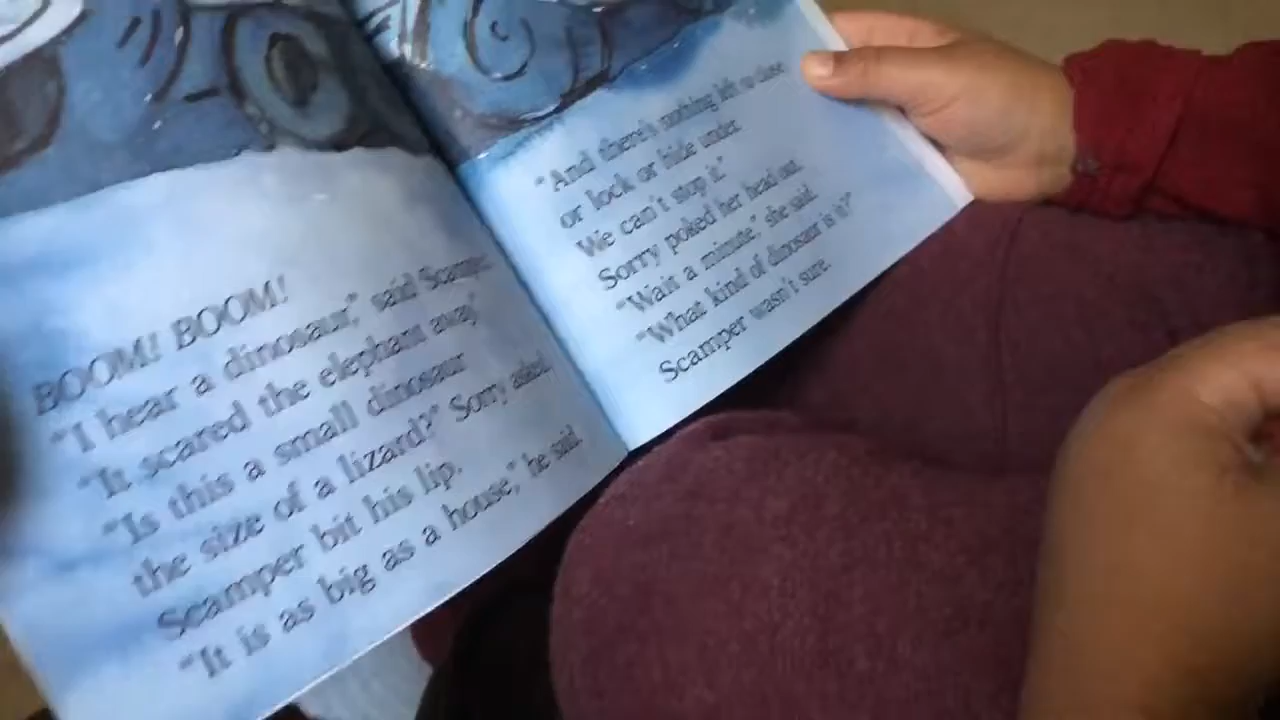 BOOM! BOOM!
"I hear a dinosaur," said Scamper.
"It scared the elephant away."
"Is this a small dinosaur
the size of a lizard?" Sorry asked.
Scamper bit his lip.
"It is as big as a house," he said.
"And there's nothing left to close
or lock or hide under.
We can't stop it."
Sorry poked her head out.
"Wait a minute," she said.
"What kind of dinosaur is it?"
Scamper wasn't sure.